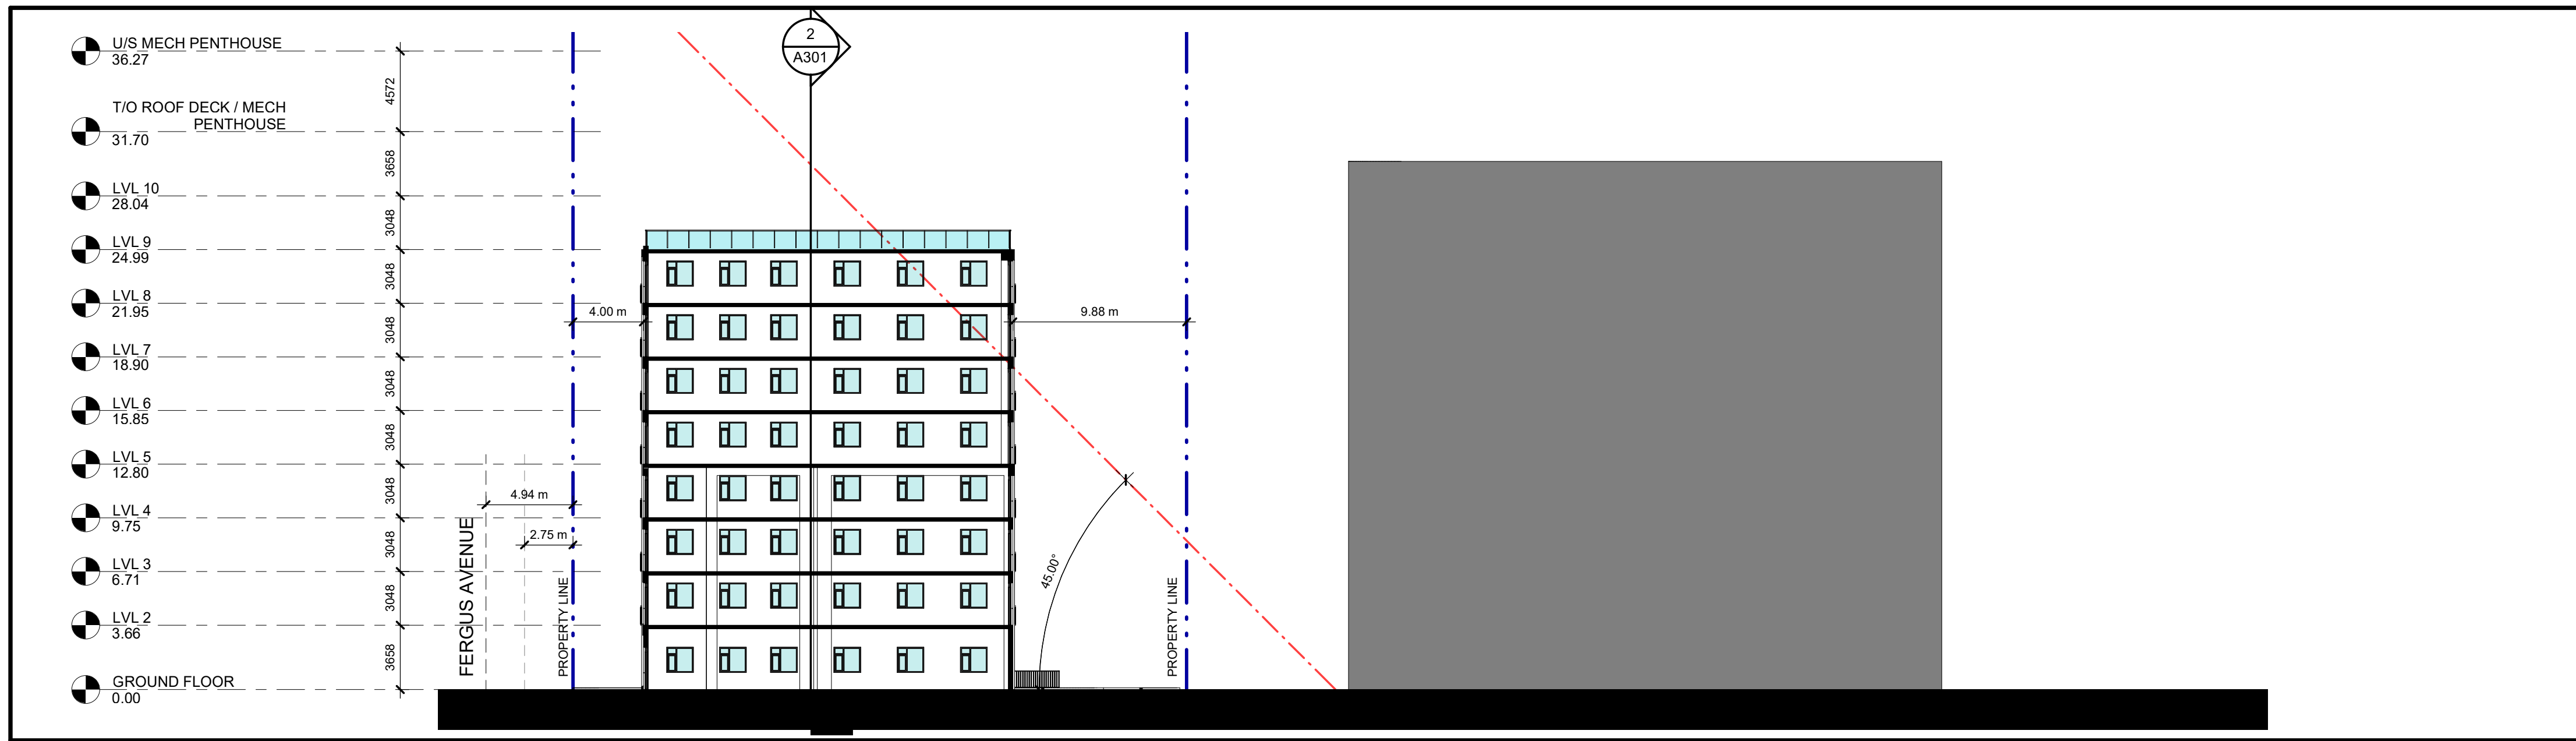 U/S MECH PENTHOUSE
36.27
T/O ROOF DECK / MECH
PENTHOUSE
31.70
LVL 10
28.04
LVL 9
24.99
LVL 8
21.95
LVL 7
18.90
LVL 6
15.85
LVL 5
12.80
LVL 4
9.75
LVL 3
6.71
LVL 2
3.66
GROUND FLOOR
0.00
4572
3658
3048
3048
3048
3048
3048
3048
3048
3048
3658
FERGUS AVENUE
4.94 m
2.75 m
PROPERTY LINE
4.00 m
2
A301
9.88 m
45.00°
PROPERTY LINE